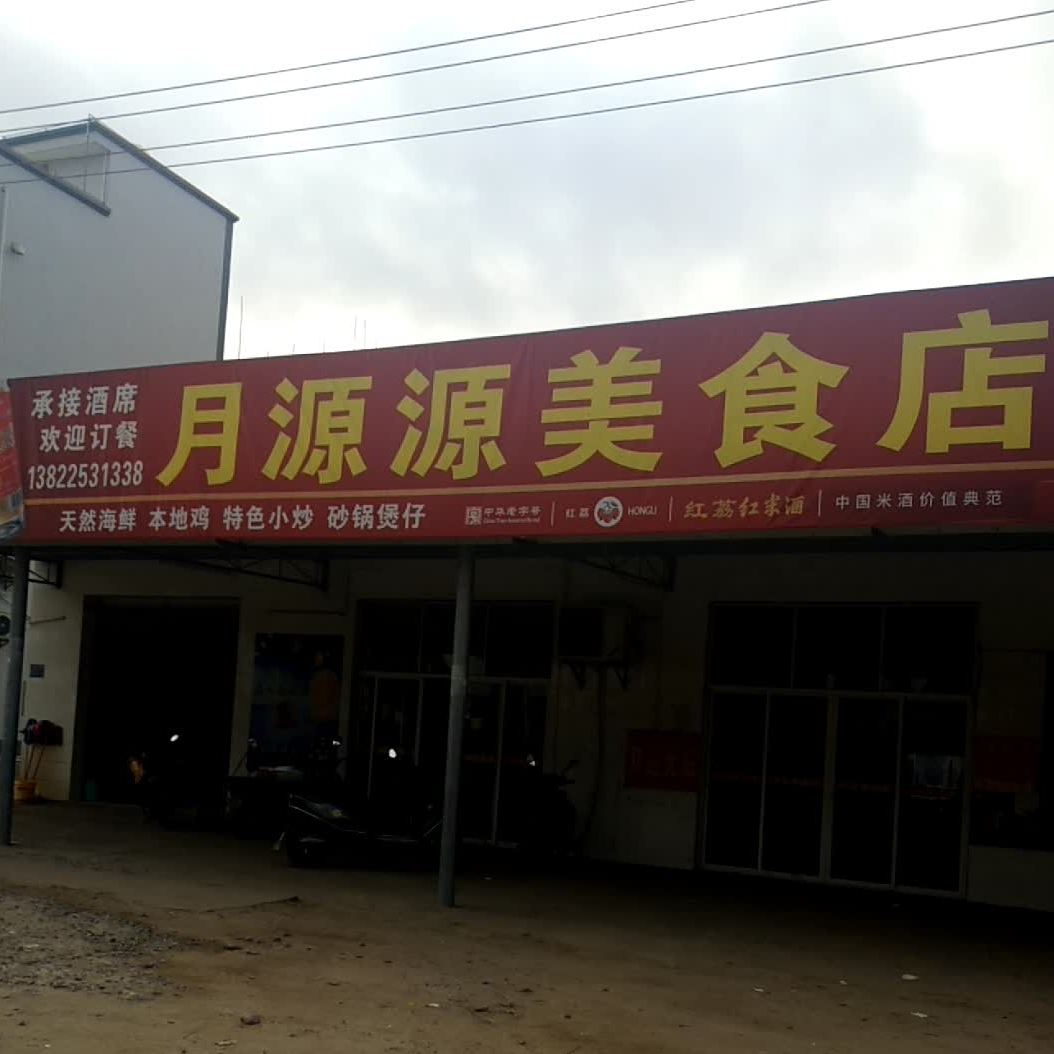 承接酒席
欢迎订餐
13822531338
月源源美食店
天然海鲜 本地鸡 特色小炒 砂锅煲仔
中华老字号
红荔 HONGLI
红荔红米酒
中国米酒价值典范